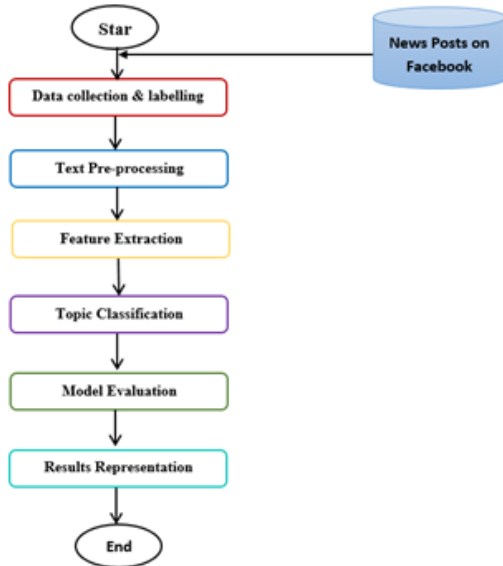 Star
News Posts on
Facebook
Data collection & labelling
Text Pre-processing
Feature Extraction
Topic Classification
Model Evaluation
Results Representation
End